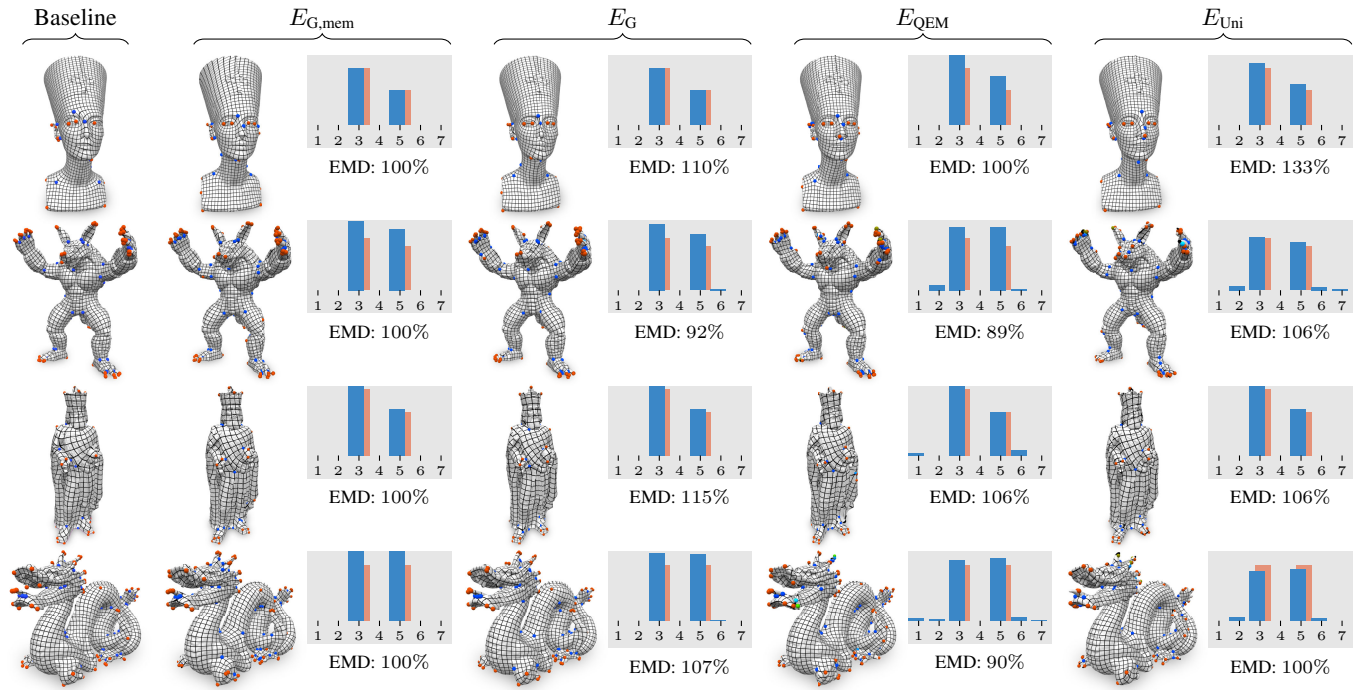 Baseline E_G,mem E_G E_QEM E_Uni
1 2 3 4 5 6 7 1 2 3 4 5 6 7 1 2 3 4 5 6 7 1 2 3 4 5 6 7
EMD: 100% EMD: 110% EMD: 100% EMD: 133%
1 2 3 4 5 6 7 1 2 3 4 5 6 7 1 2 3 4 5 6 7 1 2 3 4 5 6 7
EMD: 100% EMD: 92% EMD: 89% EMD: 106%
1 2 3 4 5 6 7 1 2 3 4 5 6 7 1 2 3 4 5 6 7 1 2 3 4 5 6 7
EMD: 100% EMD: 115% EMD: 106% EMD: 106%
1 2 3 4 5 6 7 1 2 3 4 5 6 7 1 2 3 4 5 6 7 1 2 3 4 5 6 7
EMD: 100% EMD: 107% EMD: 90% EMD: 100%